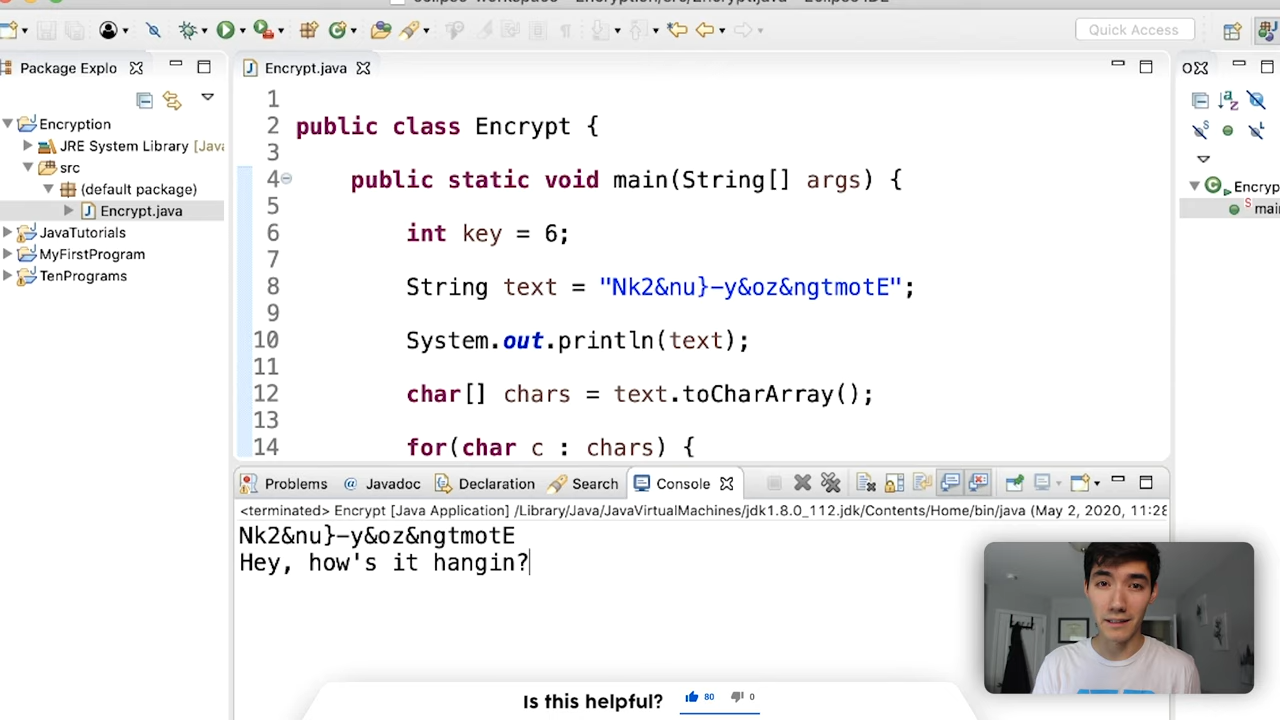 Quick Access
Package Explo
Encrypt.java
Encryption
JRE System Library [Java
src
(default package)
Encrypt.java
JavaTutorials
MyFirstProgram
TenPrograms
1
2 public class Encrypt {
3
4 public static void main(String[] args) {
5
6 int key = 6;
7
8 String text = "Nk2&nu}-y&oz&ngtmotE";
9
10 System.out.println(text);
11
12 char[] chars = text.toCharArray();
13
14 for(char c : chars) {
O
Encryp
mai
Problems @ Javadoc Declaration Search Console
<terminated> Encrypt [Java Application] /Library/Java/JavaVirtualMachines/jdk1.8.0_112.jdk/Contents/Home/bin/java (May 2, 2020, 11:28
Nk2&nu}-y&oz&ngtmotE
Hey, how's it hangin?
Is this helpful? 80 0